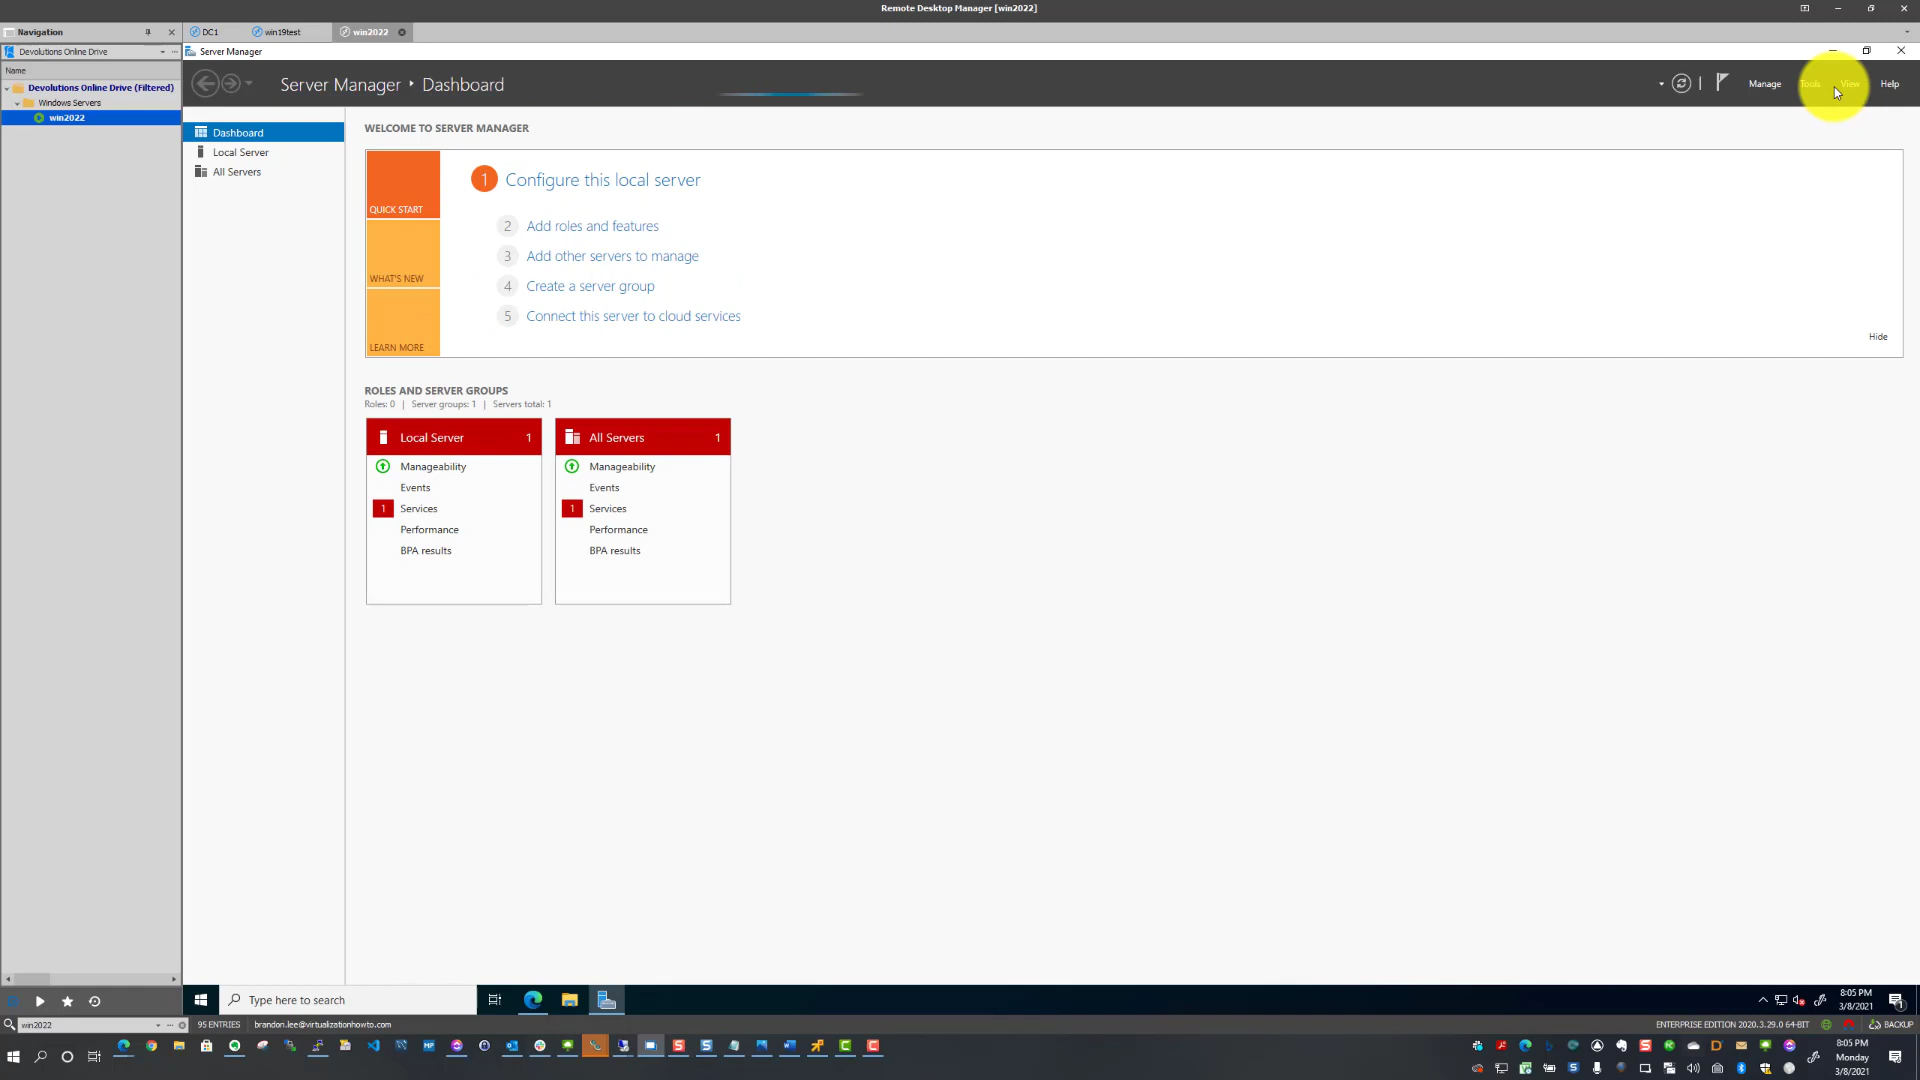 Remote Desktop Manager [win2022]
Navigation
DC1
win19test
win2022
Devolutions Online Drive
Server Manager
Name
Devolutions Online Drive (Filtered)
Windows Servers
win2022
Server Manager
Dashboard
Manage
Tools
View
Help
Dashboard
Local Server
All Servers
WELCOME TO SERVER MANAGER
QUICK START
WHAT'S NEW
LEARN MORE
1 Configure this local server
2 Add roles and features
3 Add other servers to manage
4 Create a server group
5 Connect this server to cloud services
Hide
ROLES AND SERVER GROUPS
Roles: 0 | Server groups: 1 | Servers total: 1
Local Server 1
Manageability
Events
1 Services
Performance
BPA results
All Servers 1
Manageability
Events
1 Services
Performance
BPA results
Type here to search
8:05 PM
3/8/2021
1
win2022
95 ENTRIES
brandon.lee@virtualizationhowto.com
ENTERPRISE EDITION 2020.3.29.0 64-BIT
BACKUP
8:05 PM
Monday
3/8/2021